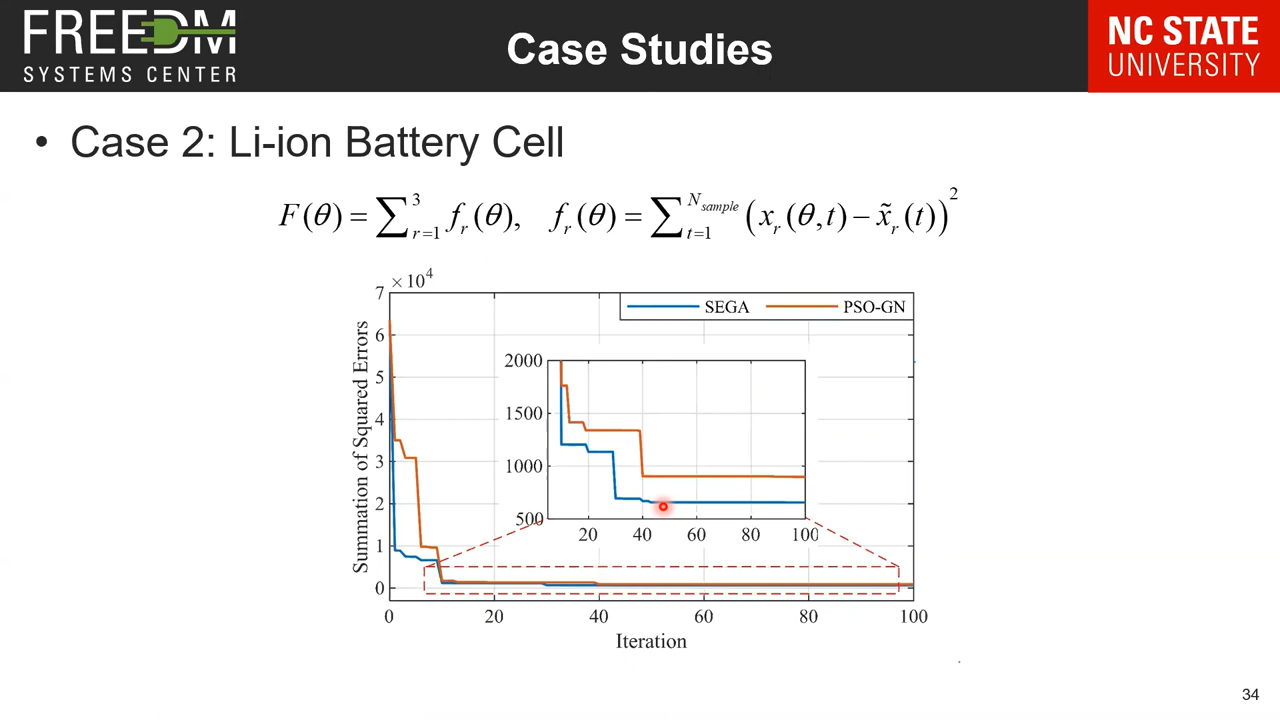 FREEDM
SYSTEMS CENTER
Case Studies
NC STATE
UNIVERSITY
• Case 2: Li-ion Battery Cell
F(θ) = ∑_{r=1}^{3} f_r(θ), f_r(θ) = ∑_{t=1}^{N_{sample}} (x_r(θ,t) − x̃_r(t))^2
×10^4
7
6
5
4
3
2
1
0
Summation of Squared Errors
SEGA
PSO-GN
2000
1500
1000
500
20 40 60 80 100
0 20 40 60 80 100
Iteration
34